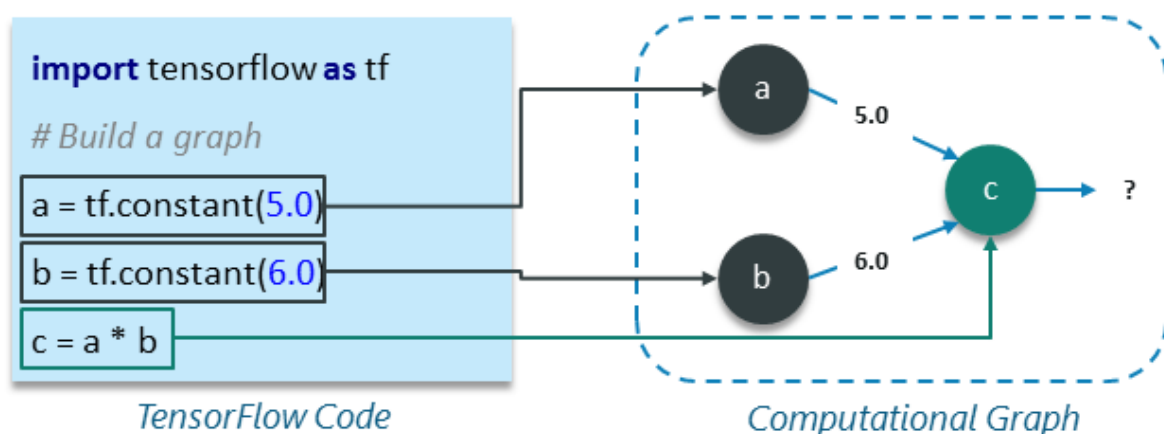 import tensorflow as tf
# Build a graph
a = tf.constant(5.0)
b = tf.constant(6.0)
c = a * b
TensorFlow Code
a
5.0
c
?
b
6.0
Computational Graph